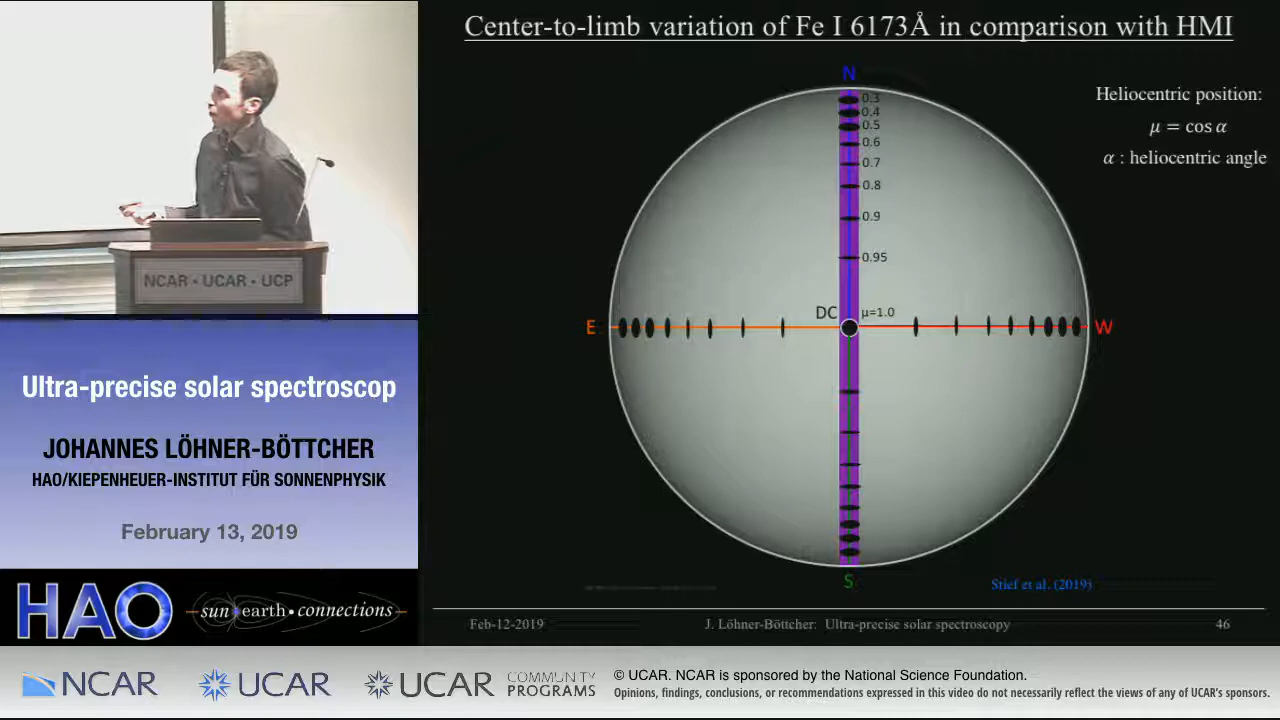 Center-to-limb variation of Fe I 6173Å in comparison with HMI
N
0.3
0.4
0.5
0.6
0.7
0.8
0.9
0.95
DC
μ=1.0
E
W
S
Heliocentric position:
μ = cos α
α : heliocentric angle
Stief et al. (2019)
Feb-12-2019
J. Löhner-Böttcher: Ultra-precise solar spectroscopy
46
NCAR • UCAR • UCP
Ultra-precise solar spectroscop
JOHANNES LÖHNER-BÖTTCHER
HAO/KIEPENHEUER-INSTITUT FÜR SONNENPHYSIK
February 13, 2019
HAO
sun earth • connections
NCAR
UCAR
UCAR
COMMUNITY
PROGRAMS
© UCAR. NCAR is sponsored by the National Science Foundation.
Opinions, findings, conclusions, or recommendations expressed in this video do not necessarily reflect the views of any of UCAR's sponsors.